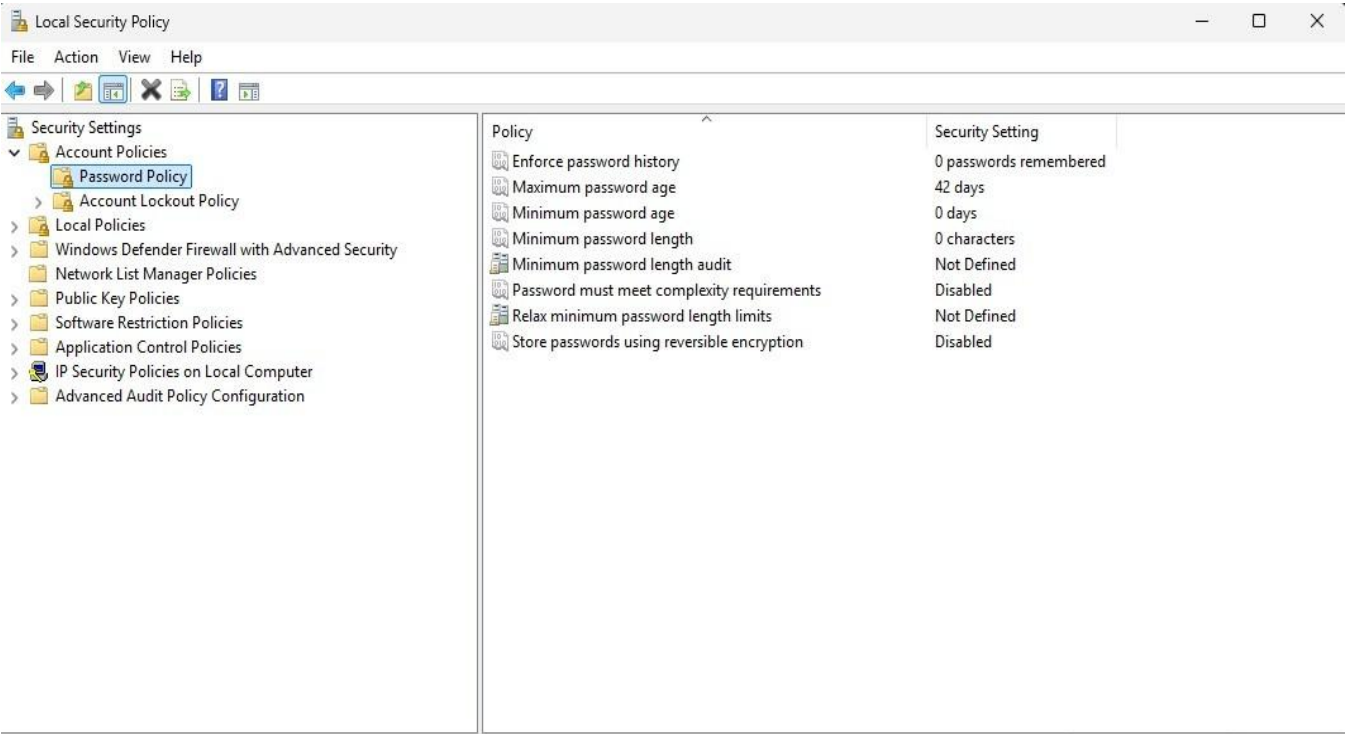 Local Security Policy
File Action View Help
Security Settings
Account Policies
Password Policy
Account Lockout Policy
Local Policies
Windows Defender Firewall with Advanced Security
Network List Manager Policies
Public Key Policies
Software Restriction Policies
Application Control Policies
IP Security Policies on Local Computer
Advanced Audit Policy Configuration
Policy Security Setting
Enforce password history 0 passwords remembered
Maximum password age 42 days
Minimum password age 0 days
Minimum password length 0 characters
Minimum password length audit Not Defined
Password must meet complexity requirements Disabled
Relax minimum password length limits Not Defined
Store passwords using reversible encryption Disabled